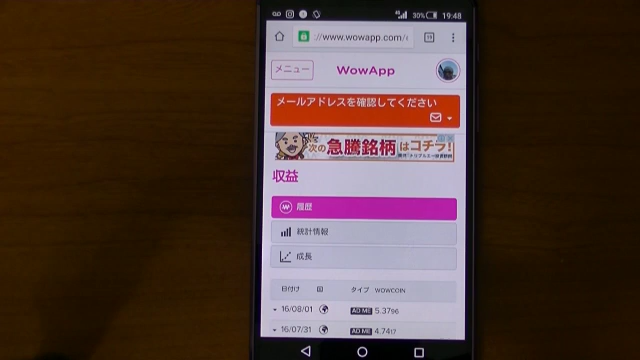 30% 19:48
://www.wowapp.com/
メニュー WowApp
メールアドレスを確認してください
次の急騰銘柄はコチラ!
収益
履歴
統計情報
成長
日付け 国 タイプ WOWCOIN
16/08/01 AD ME 5.3796
16/07/31 AD ME 4.7417